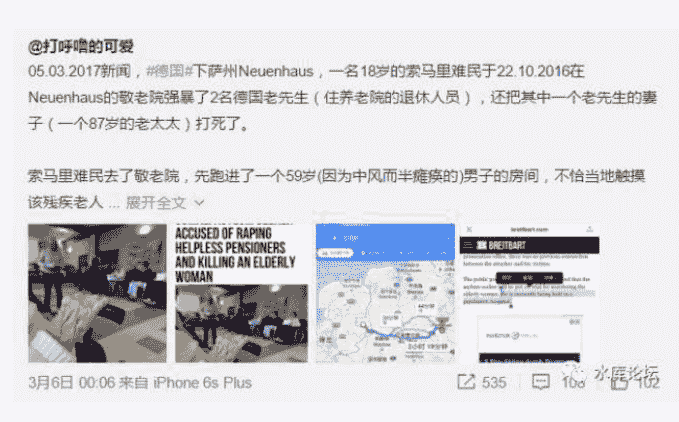 @打呼噜的可爱
05.03.2017新闻，#德国#下萨州Neuenhaus，一名18岁的索马里难民于22.10.2016在
Neuenhaus的敬老院强暴了2名德国老先生（住养老院的退休人员），还把其中一个老先生的妻
子（一个87岁的老太太）打死了。
索马里难民去了敬老院，先跑进了一个59岁(因为中风而半瘫痪的)男子的房间，不恰当地触摸
该残疾老人 ... 展开全文
ACCUSED OF RAPING
HELPLESS PENSIONERS
AND KILLING AN ELDERLY
WOMAN
breitbart.com
BREITBART
3月6日 00:06 来自 iPhone 6s Plus
535
102
水库论坛